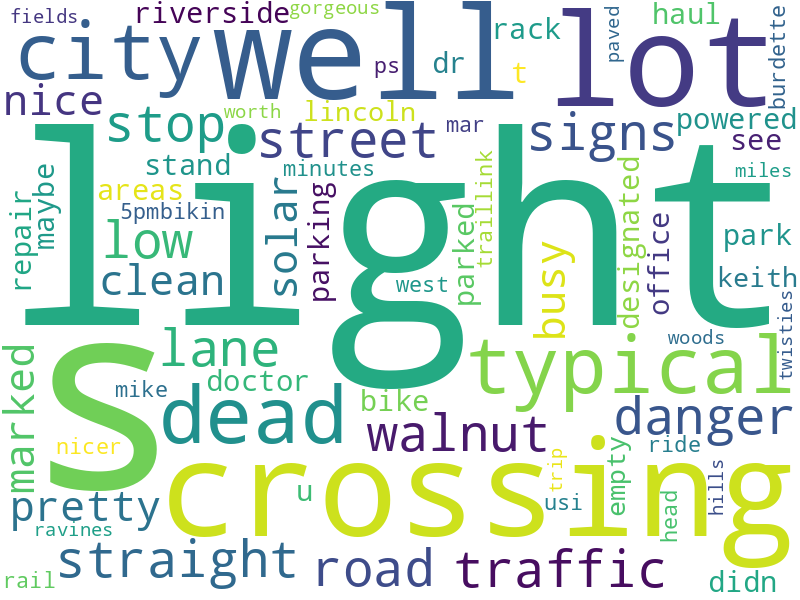 fields
riverside
gorgeous
city
well
lot
rack
haul
paved
burdette
ps
dr
t
nice
stop
worth
lincoln
mar
street
signs
powered
see
light
stand
minutes
traillink
miles
repair
maybe
areas
5pmbikin
solar
parking
parked
designated
office
park
low
clean
west
busy
keith
twisties
woods
s
lane
typical
marked
mike
doctor
dead
bike
walnut
danger
nicer
crossing
ride
u
trip
usi
empty
head
hills
pretty
ravines
straight
road
traffic
rail
didn